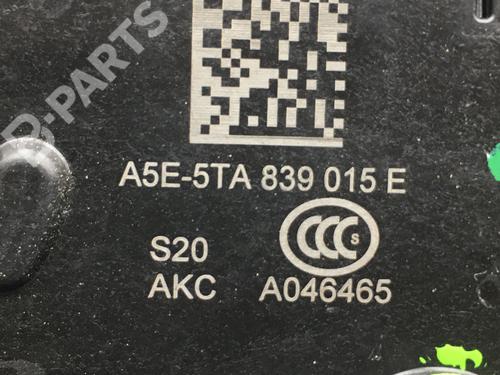 B-PARTS
A5E-5TA 839 015 E
CCC S
S20
AKC A046465